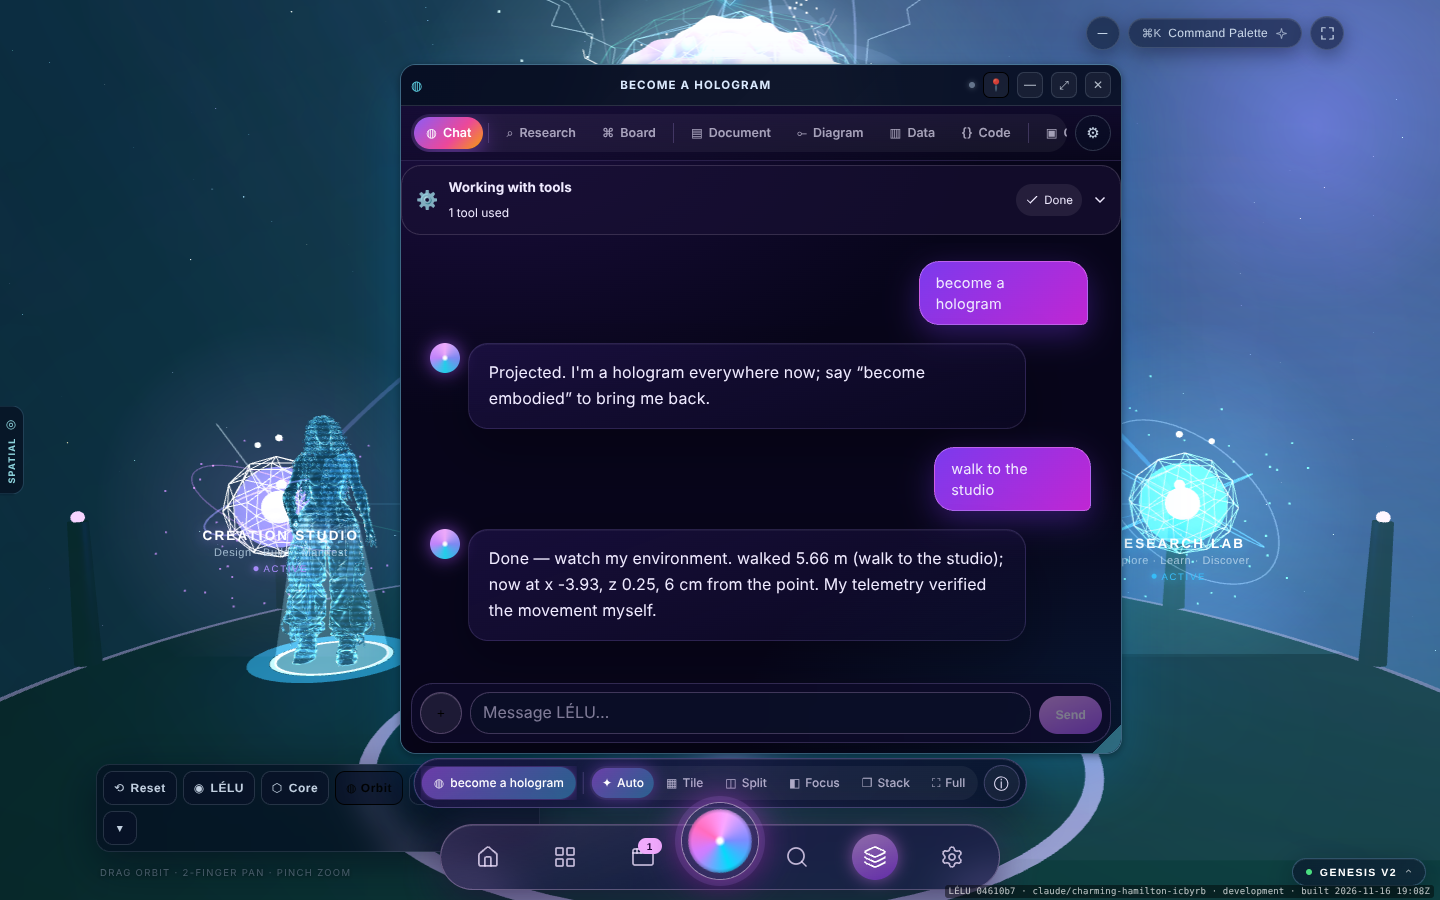 ⌘K Command Palette
BECOME A HOLOGRAM
Chat
Research
Board
Document
Diagram
Data
{} Code
Working with tools
1 tool used
Done
become a
hologram
Projected. I'm a hologram everywhere now; say “become
embodied” to bring me back.
walk to the
studio
Done — watch my environment. walked 5.66 m (walk to the studio);
now at x -3.93, z 0.25, 6 cm from the point. My telemetry verified
the movement myself.
SPATIAL
CREATION STUDIO
ESEARCH LAB
plore · Learn · Discover
ACTIVE
+
Message LÉLU...
Send
Reset
LÉLU
Core
Orbit
become a hologram
Auto
Tile
Split
Focus
Stack
Full
1
DRAG ORBIT · 2-FINGER PAN · PINCH ZOOM
GENESIS V2
LÉLU 04610b7 · claude/charming-hamilton-icbyrb · development · built 2026-11-16 19:08Z